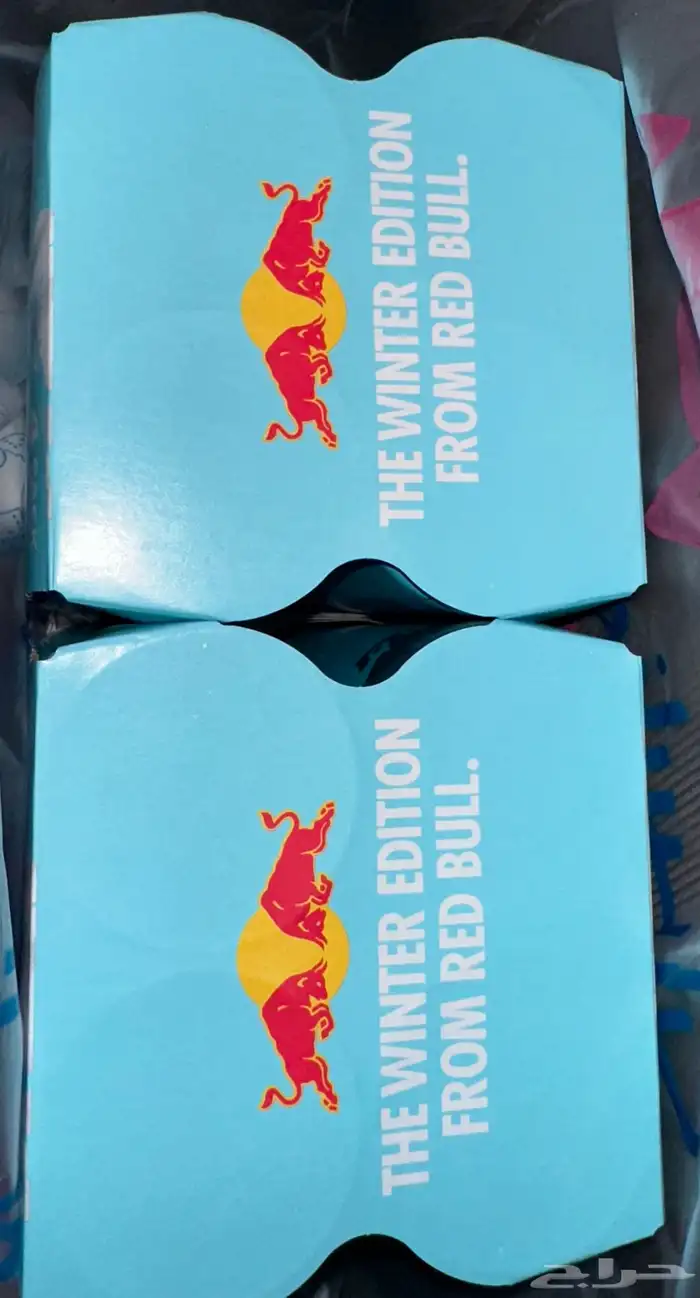 THE WINTER EDITION
FROM RED BULL.
THE WINTER EDITION
FROM RED BULL.
حراج